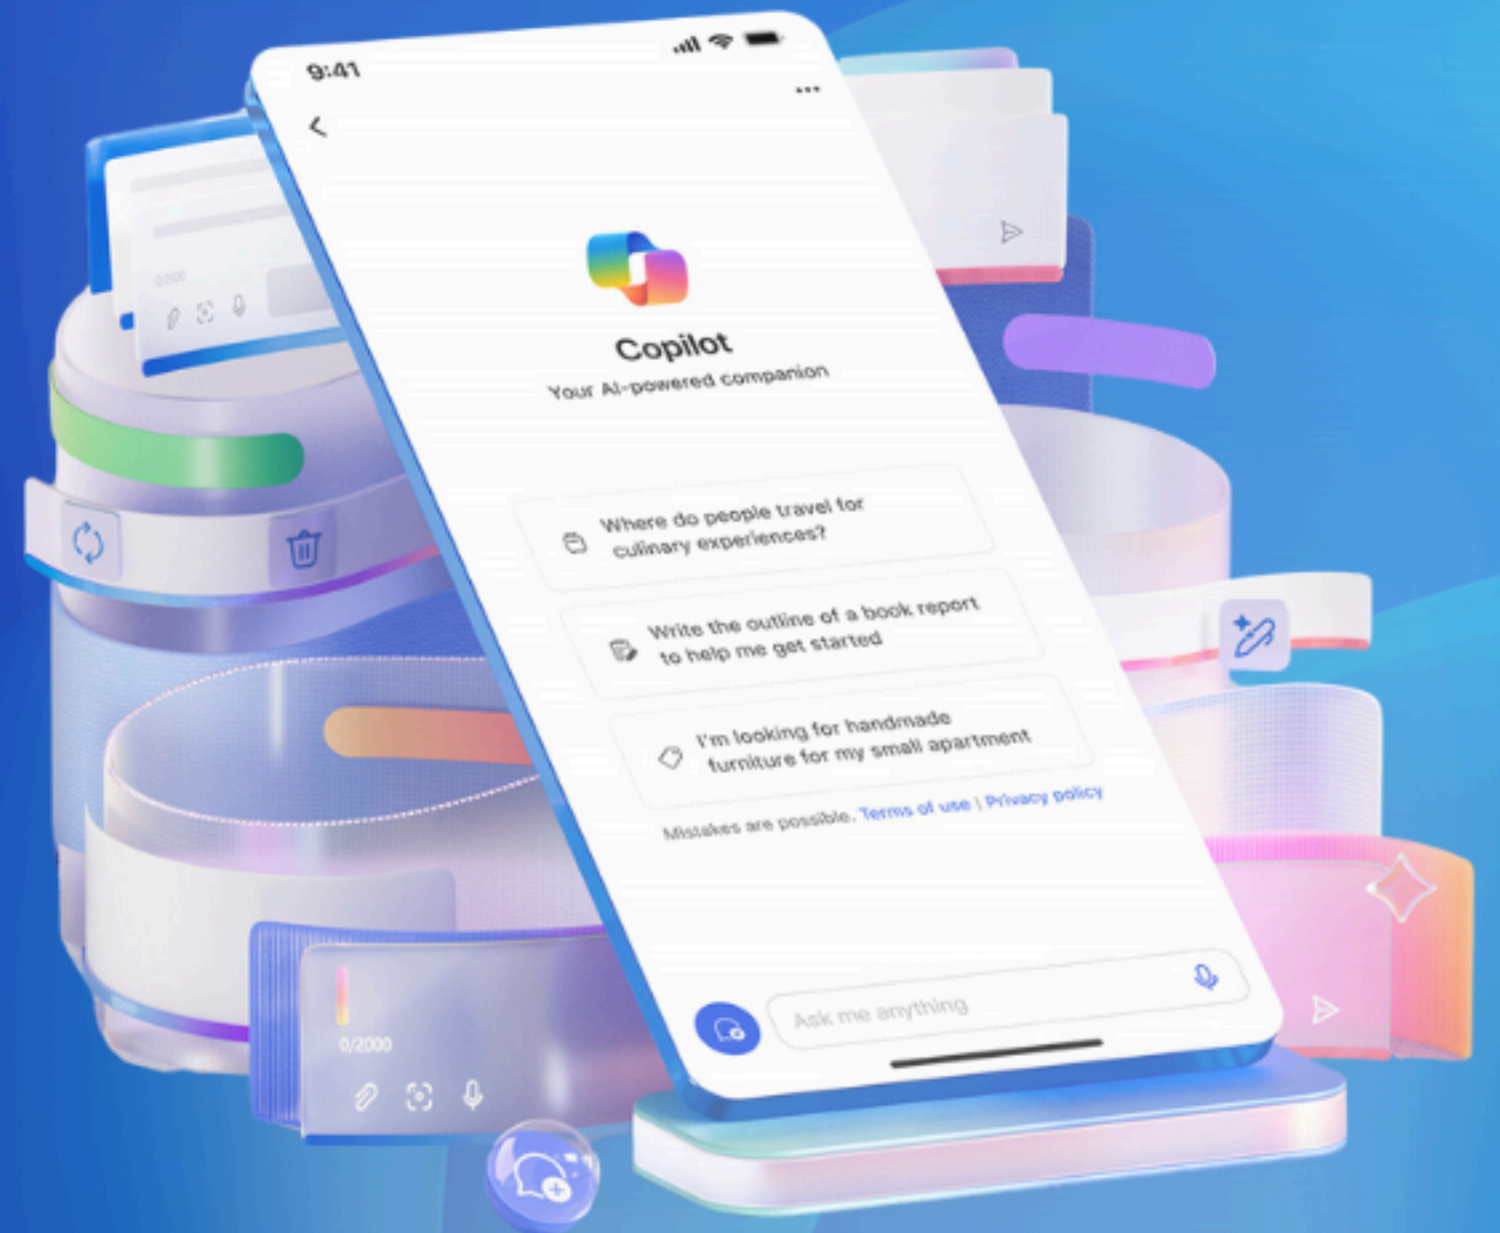 9:41
Copilot
Your AI-powered companion
Where do people travel for
culinary experiences?
Write the outline of a book report
to help me get started
I'm looking for handmade
furniture for my small apartment
Mistakes are possible. Terms of use | Privacy policy
Ask me anything
0/2000
0/2000